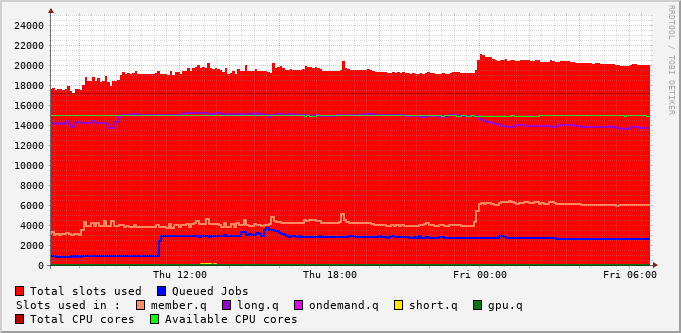 24000
22000
20000
18000
16000
14000
12000
10000
8000
6000
4000
2000
0
Thu 12:00 Thu 18:00 Fri 00:00 Fri 06:00
Total slots used Queued Jobs
Slots used in : member.q long.q ondemand.q short.q gpu.q
Total CPU cores Available CPU cores
RRDTOOL / TOBI OETIKER